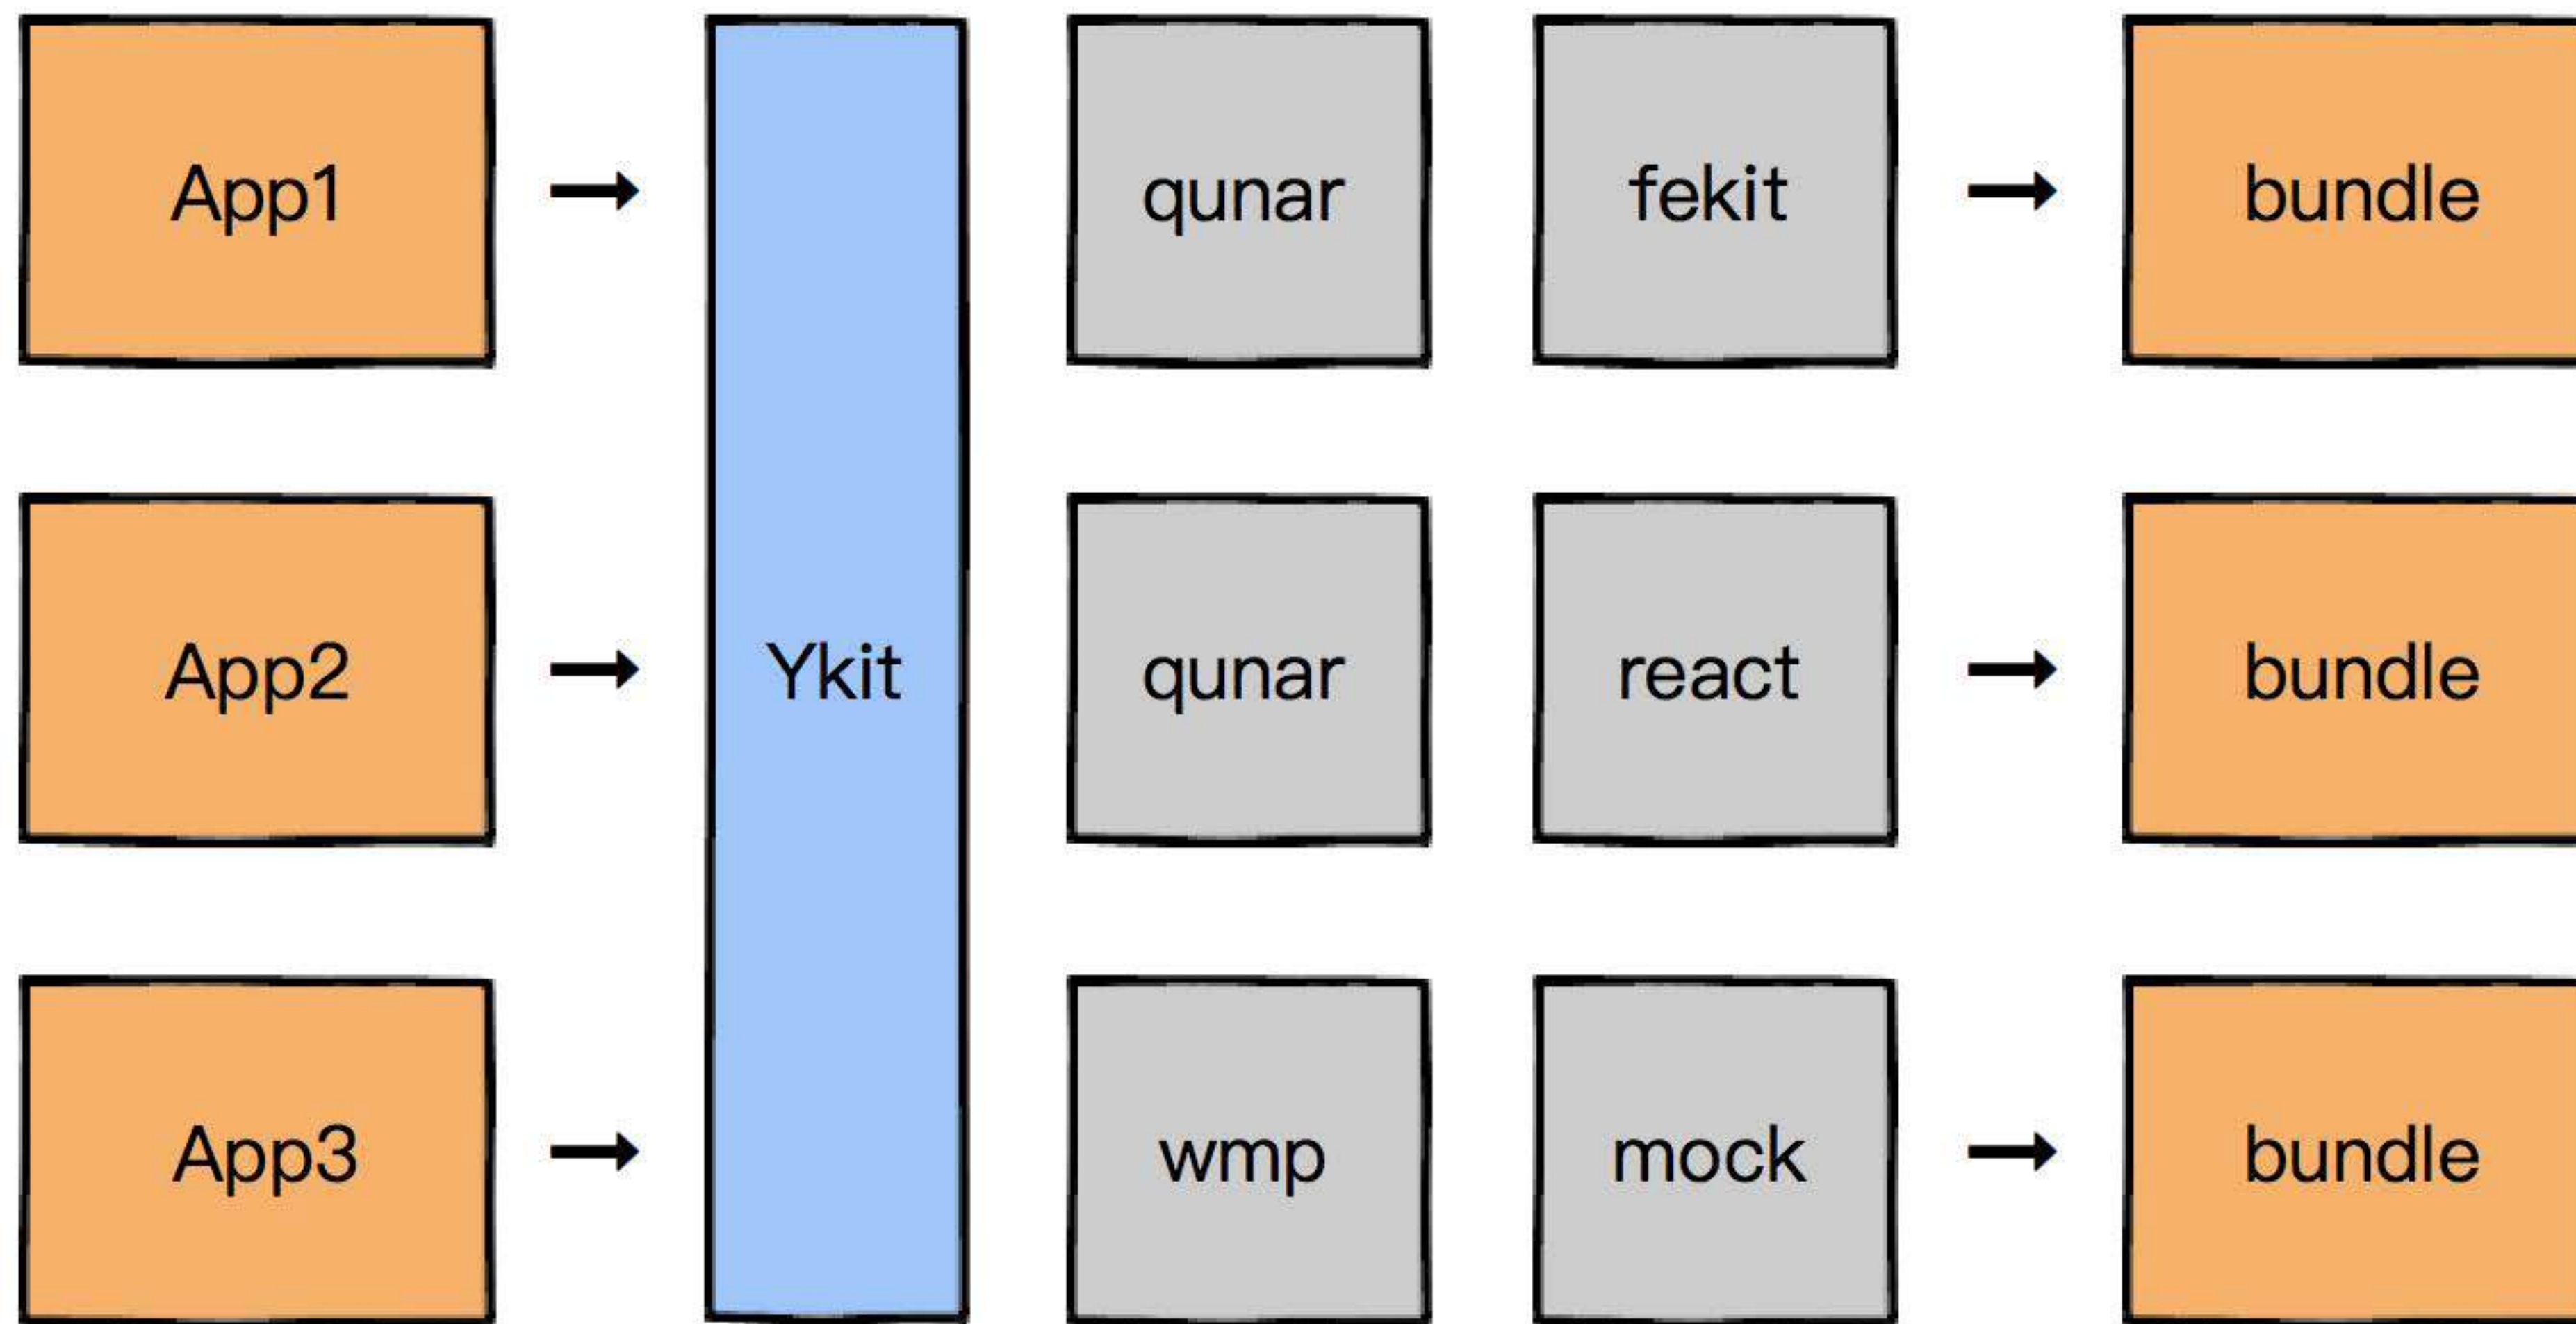 App1 → qunar fekit → bundle
App2 → Ykit qunar react → bundle
App3 → wmp mock → bundle